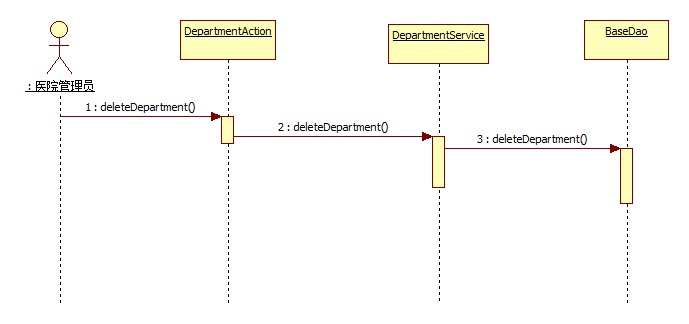 DepartmentAction
DepartmentService
BaseDao
: 医院管理员
1 : deleteDepartment()
2 : deleteDepartment()
3 : deleteDepartment()